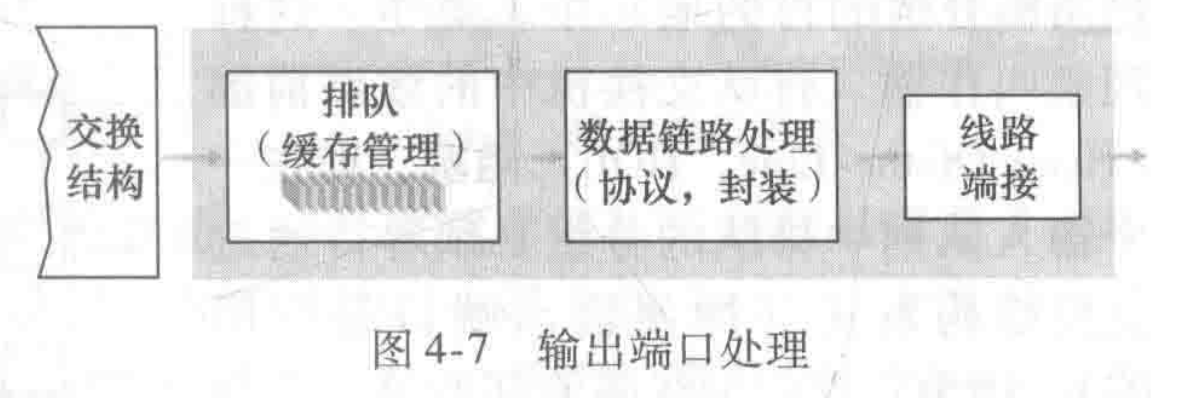 交换
结构
排队
（缓存管理）
数据链路处理
（协议，封装）
线路
端接
图 4-7 输出端口处理